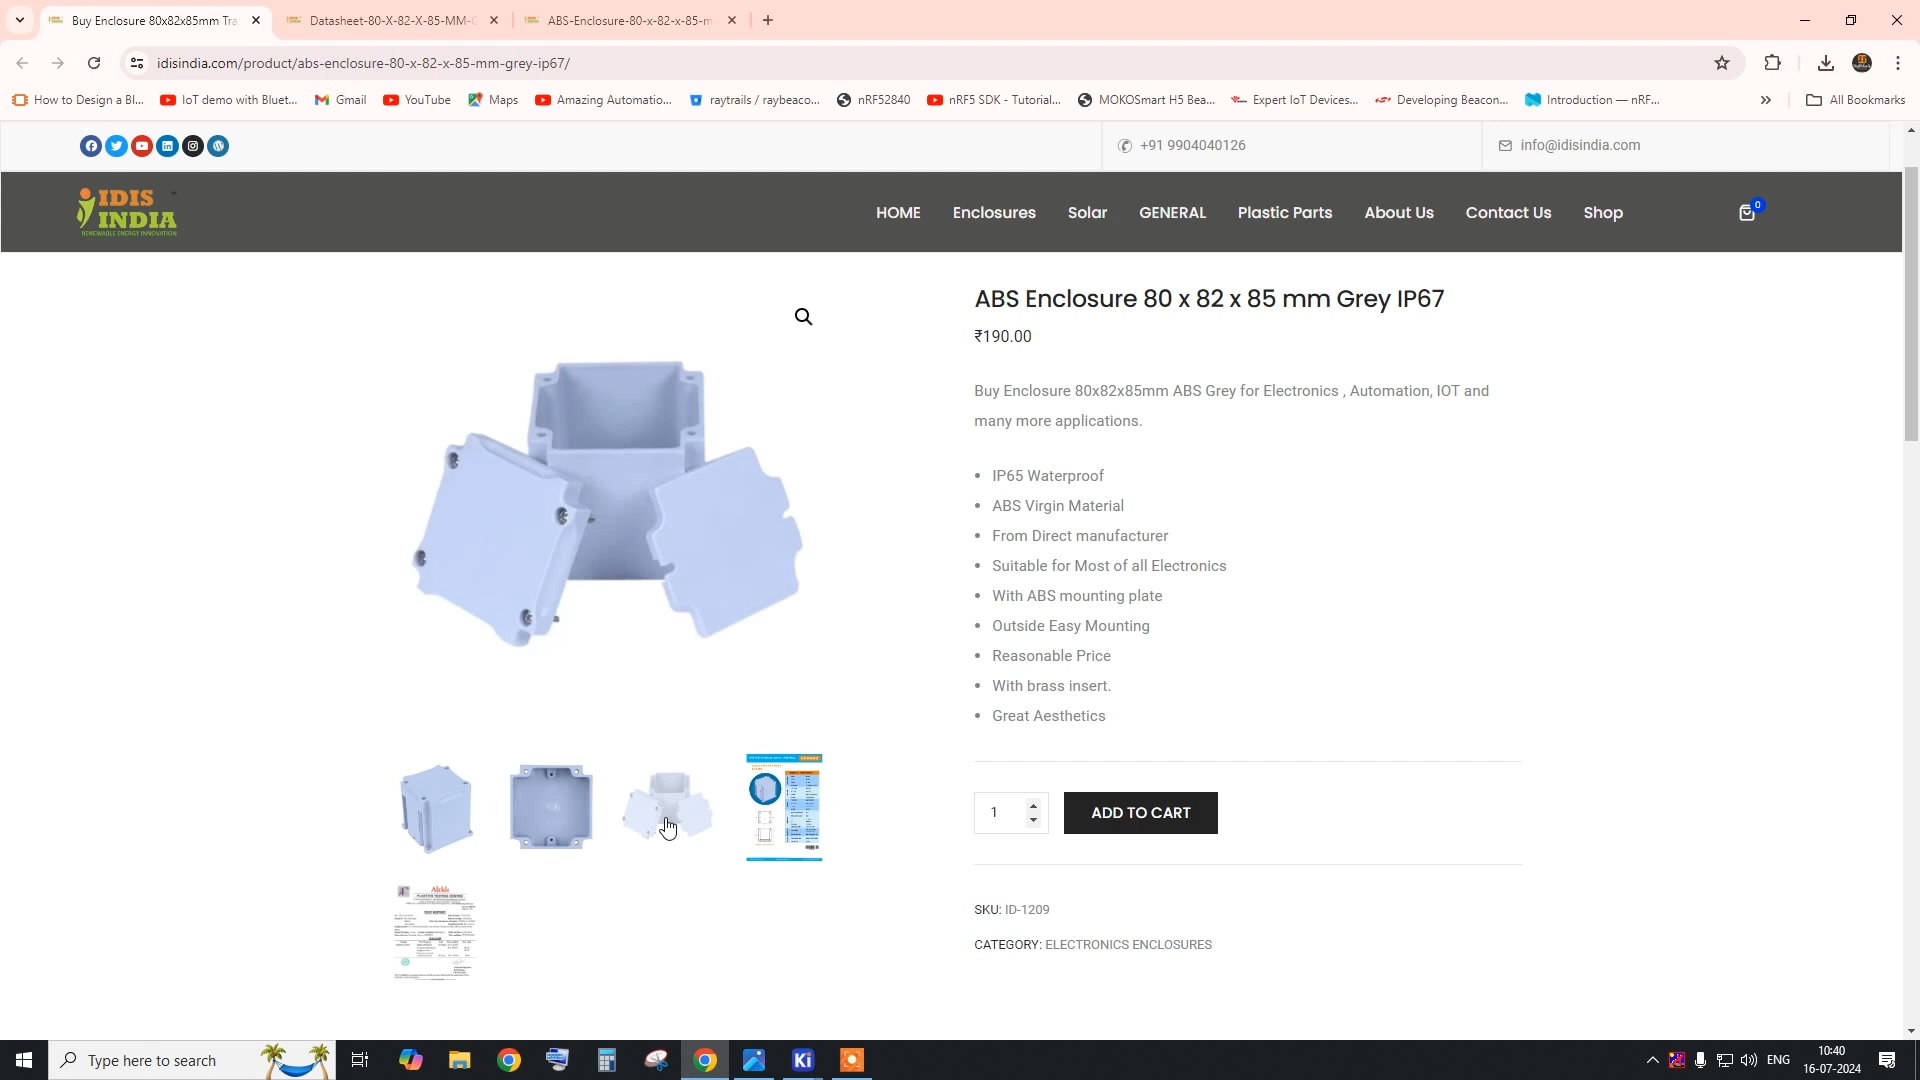 Buy Enclosure 80x82x85mm Tra
Datasheet-80-X-82-X-85-MM-G
ABS-Enclosure-80-x-82-x-85-m
idisindia.com/product/abs-enclosure-80-x-82-x-85-mm-grey-ip67/
How to Design a Bl...
IoT demo with Bluet...
Gmail
YouTube
Maps
Amazing Automatio...
raytrails / raybeaco...
nRF52840
nRF5 SDK - Tutorial...
MOKOSmart H5 Bea...
Expert IoT Devices...
Developing Beacon...
Introduction — nRF...
All Bookmarks
+91 9904040126
info@idisindia.com
IDIS
INDIA
RENEWABLE ENERGY INNOVATION
HOME
Enclosures
Solar
GENERAL
Plastic Parts
About Us
Contact Us
Shop
0
ABS Enclosure 80 x 82 x 85 mm Grey IP67
₹190.00
Buy Enclosure 80x82x85mm ABS Grey for Electronics , Automation, IOT and
many more applications.
IP65 Waterproof
ABS Virgin Material
From Direct manufacturer
Suitable for Most of all Electronics
With ABS mounting plate
Outside Easy Mounting
Reasonable Price
With brass insert.
Great Aesthetics
1
ADD TO CART
SKU: ID-1209
CATEGORY: ELECTRONICS ENCLOSURES
Type here to search
Ki
ENG
10:40
16-07-2024